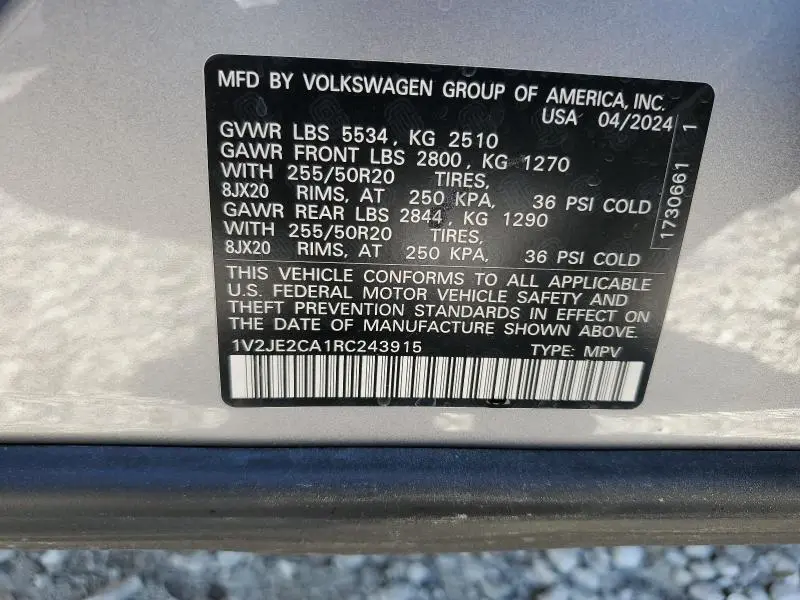 MFD BY VOLKSWAGEN GROUP OF AMERICA, INC.
USA 04/2024
GVWR LBS 5534, KG 2510
GAWR FRONT LBS 2800, KG 1270
WITH 255/50R20 TIRES,
8JX20 RIMS, AT 250 KPA, 36 PSI COLD
GAWR REAR LBS 2844, KG 1290
WITH 255/50R20 TIRES,
8JX20 RIMS, AT 250 KPA, 36 PSI COLD
THIS VEHICLE CONFORMS TO ALL APPLICABLE
U.S. FEDERAL MOTOR VEHICLE SAFETY AND
THEFT PREVENTION STANDARDS IN EFFECT ON
THE DATE OF MANUFACTURE SHOWN ABOVE.
1V2JE2CA1RC243915 TYPE: MPV
1730661 1